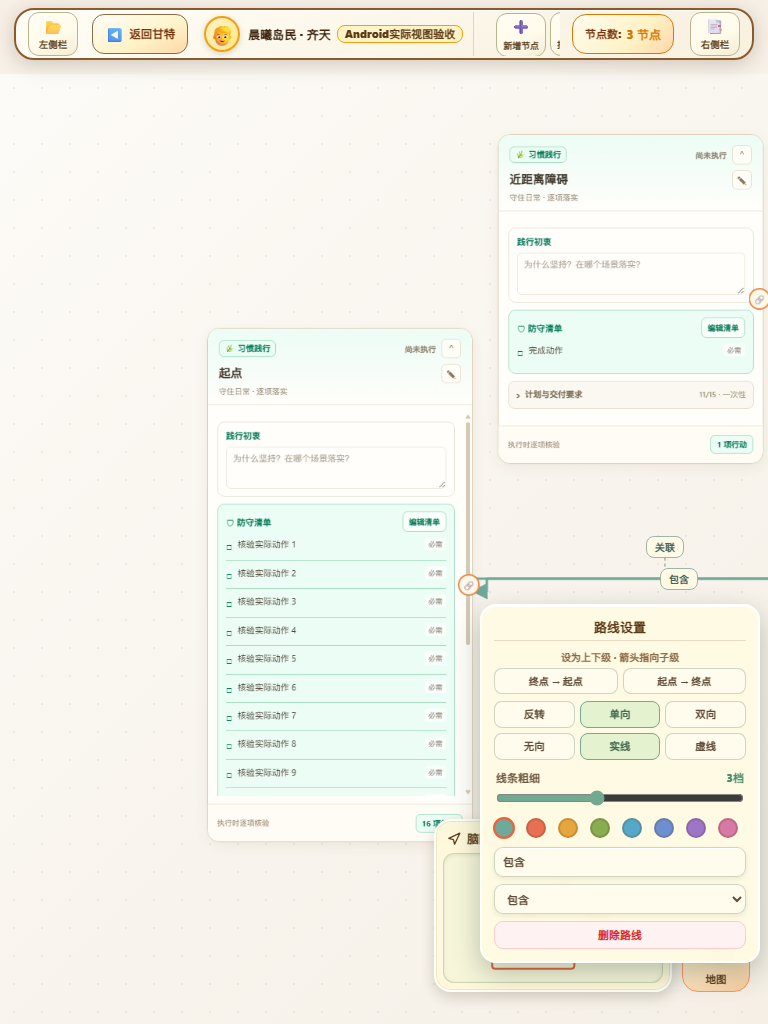 左侧栏
返回甘特
晨曦岛民·齐天
Android实际视图验收
新增节点
节点数: 3 节点
右侧栏
习惯践行
尚未执行
近距离障碍
守住日常·逐项落实
践行初衷
为什么坚持？在哪个场景落实？
防守清单
编辑清单
完成动作
必需
计划与交付要求
11/15·一次性
执行时逐项核验
1 项行动
习惯践行
尚未执行
起点
守住日常·逐项落实
践行初衷
为什么坚持？在哪个场景落实？
防守清单
编辑清单
核验实际动作 1
必需
核验实际动作 2
必需
核验实际动作 3
必需
核验实际动作 4
必需
核验实际动作 5
必需
核验实际动作 6
必需
核验实际动作 7
必需
核验实际动作 8
必需
核验实际动作 9
必需
执行时逐项核验
16 项
关联
包含
路线设置
设为上下级·箭头指向子级
终点→起点
起点→终点
反转
单向
双向
无向
实线
虚线
线条粗细
3档
包含
包含
删除路线
脑
地图